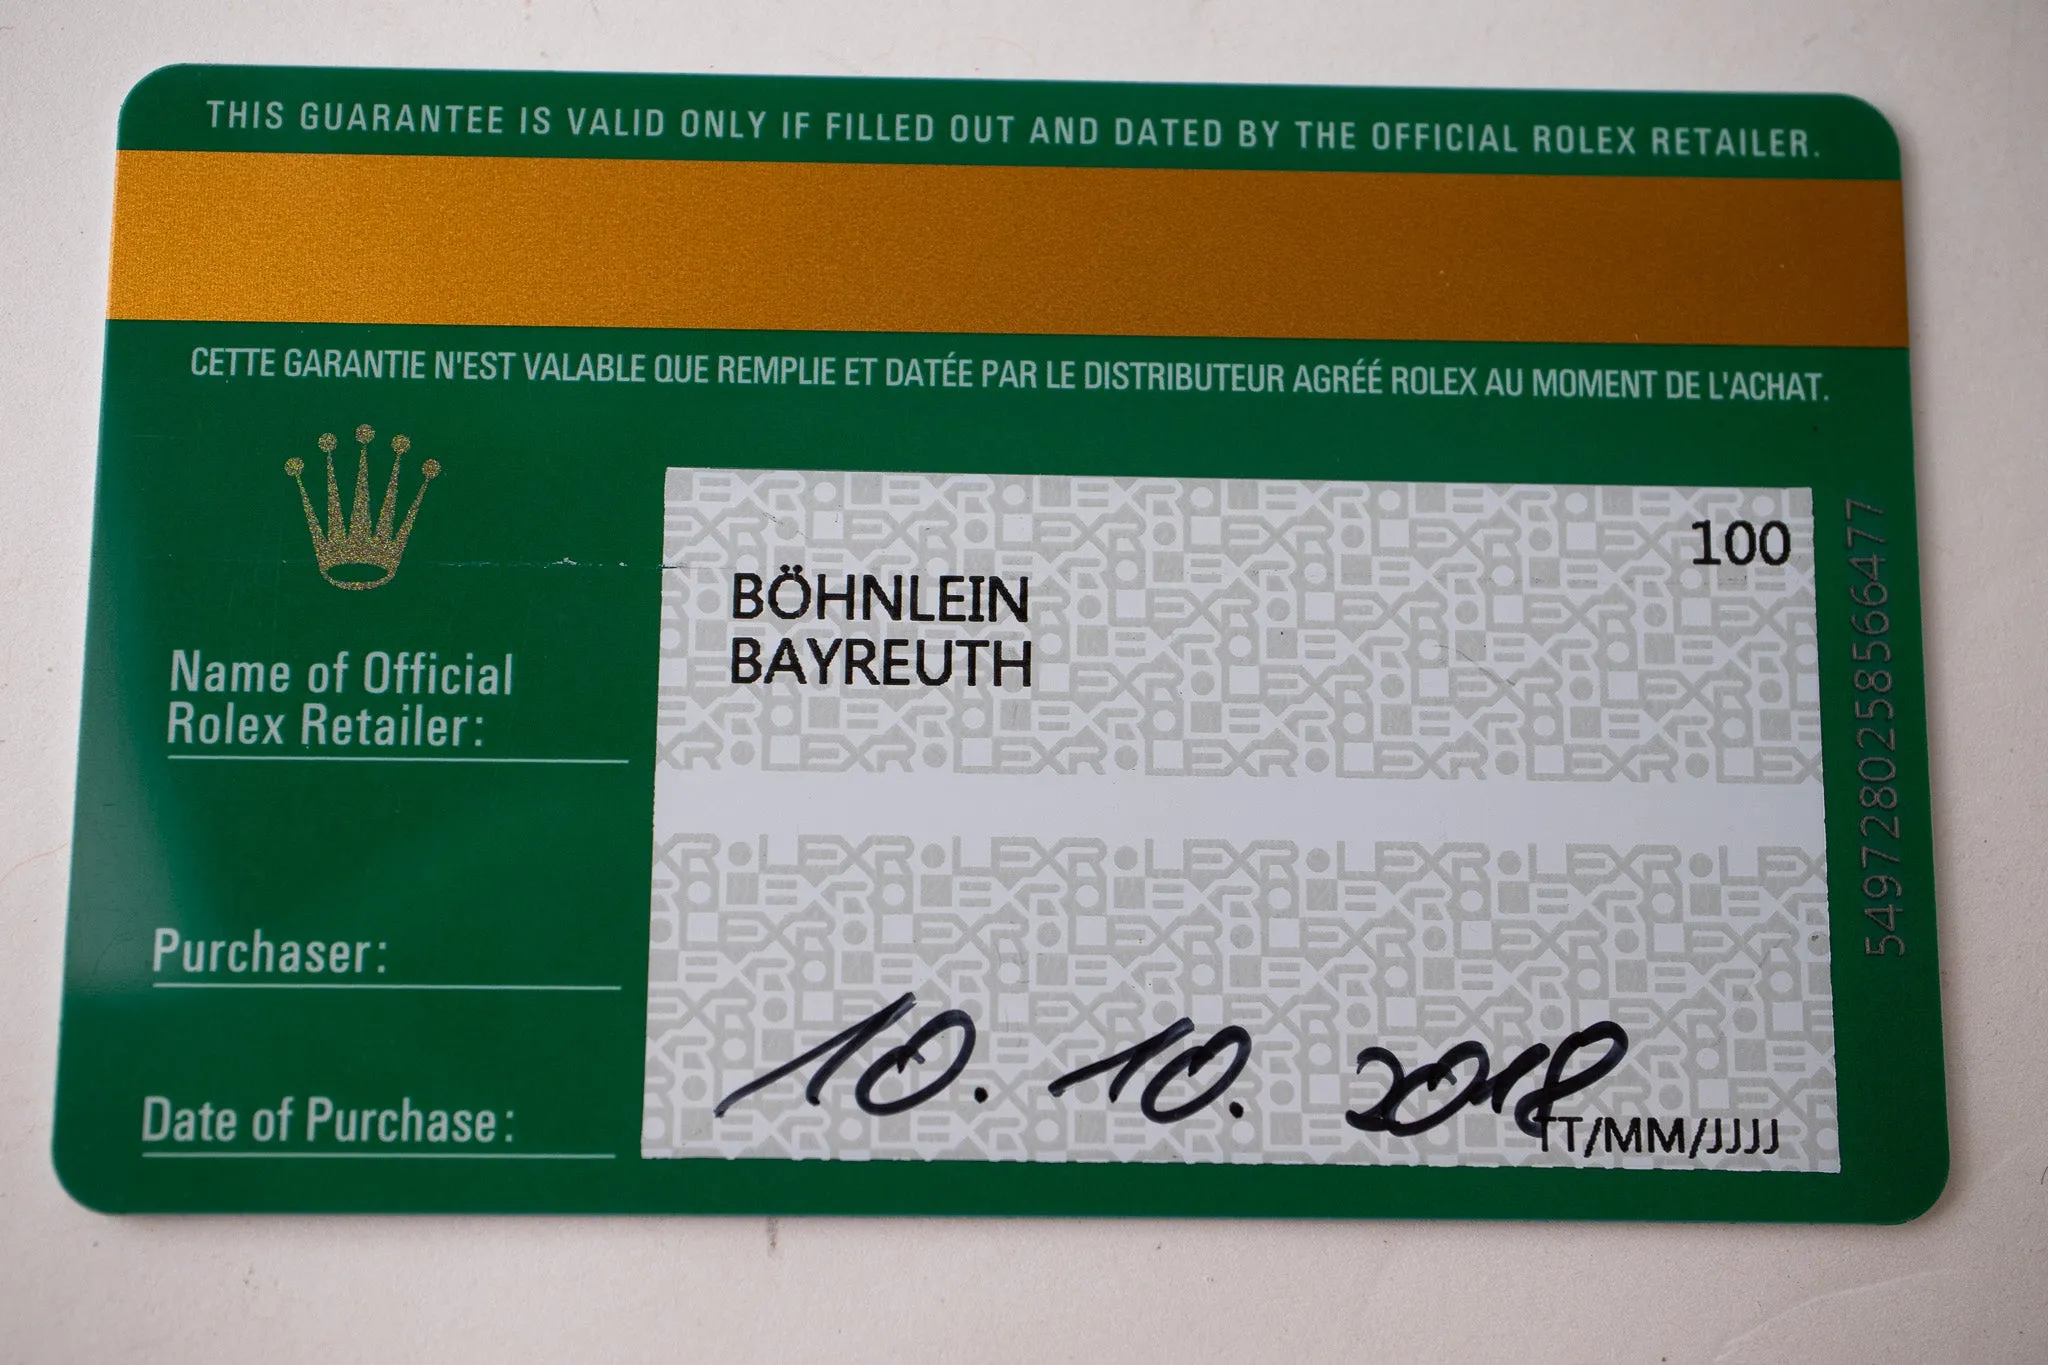 THIS GUARANTEE IS VALID ONLY IF FILLED OUT AND DATED BY THE OFFICIAL ROLEX RETAILER.
CETTE GARANTIE N'EST VALABLE QUE REMPLIE ET DATÉE PAR LE DISTRIBUTEUR AGRÉÉ ROLEX AU MOMENT DE L'ACHAT.
100
BÖHNLEIN
BAYREUTH
Name of Official
Rolex Retailer:
Purchaser:
Date of Purchase:
10. 10. 2018
TT/MM/JJJJ
5497280258566477